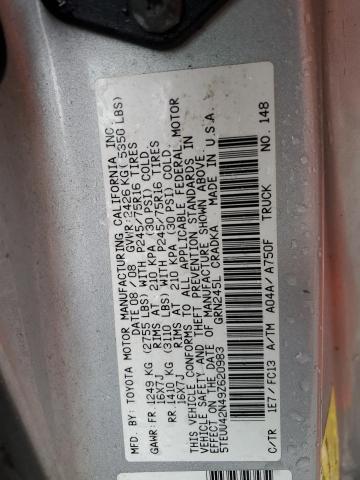 MFD. BY: TOYOTA MOTOR MANUFACTURING CALIFORNIA, INC.
DATE 08 / 08 GVWR: 2426 KG ( 5350 LBS)
GAWR: FR. 1249 KG (2755 LBS) WITH P245/75R16 TIRES
16X7J RIMS AT 210 KPA (30 PSI) COLD
RR. 1410 KG (3110 LBS) WITH P245/75R16 TIRES
16X7J RIMS AT 210 KPA (30 PSI) COLD
THIS VEHICLE CONFORMS TO ALL APPLICABLE FEDERAL MOTOR
VEHICLE SAFETY AND THEFT PREVENTION STANDARDS IN
EFFECT ON THE DATE OF MANUFACTURE SHOWN ABOVE.
5TEUU42N49Z620983 GRN245L CRADKA MADE IN U.S.A.
TRUCK
C/TR 1E7 / FC13 A/TM A04A/ A750F NO. 148